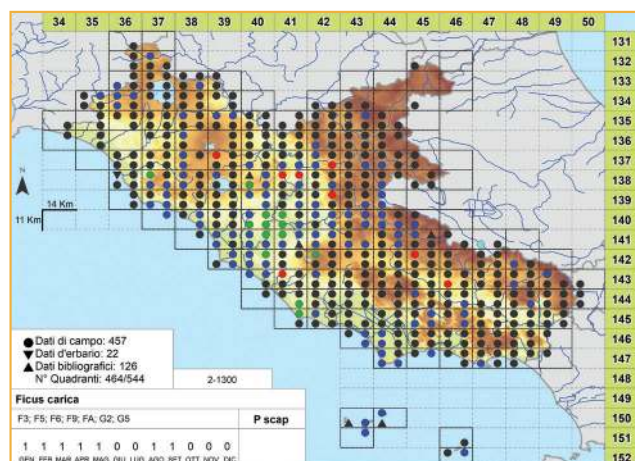 34 35 36 37 38 39 40 41 42 43 44 45 46 47 48 49 50
131
132
133
134
135
136
137
138
139
140
141
142
143
144
145
146
147
148
149
150
151
152
N
14 Km
11 Km
Dati di campo: 457
Dati d'erbario: 22
Dati bibliografici: 126
N° Quadranti: 464/544
2-1300
Ficus carica
F3; F5; F6; F9; FA; G2; G5
P scap
1 1 1 1 1 0 0 1 1 0 0 0
GEN FEB MAR APR MAG GIU LUG AGO SET OTT NOV DIC